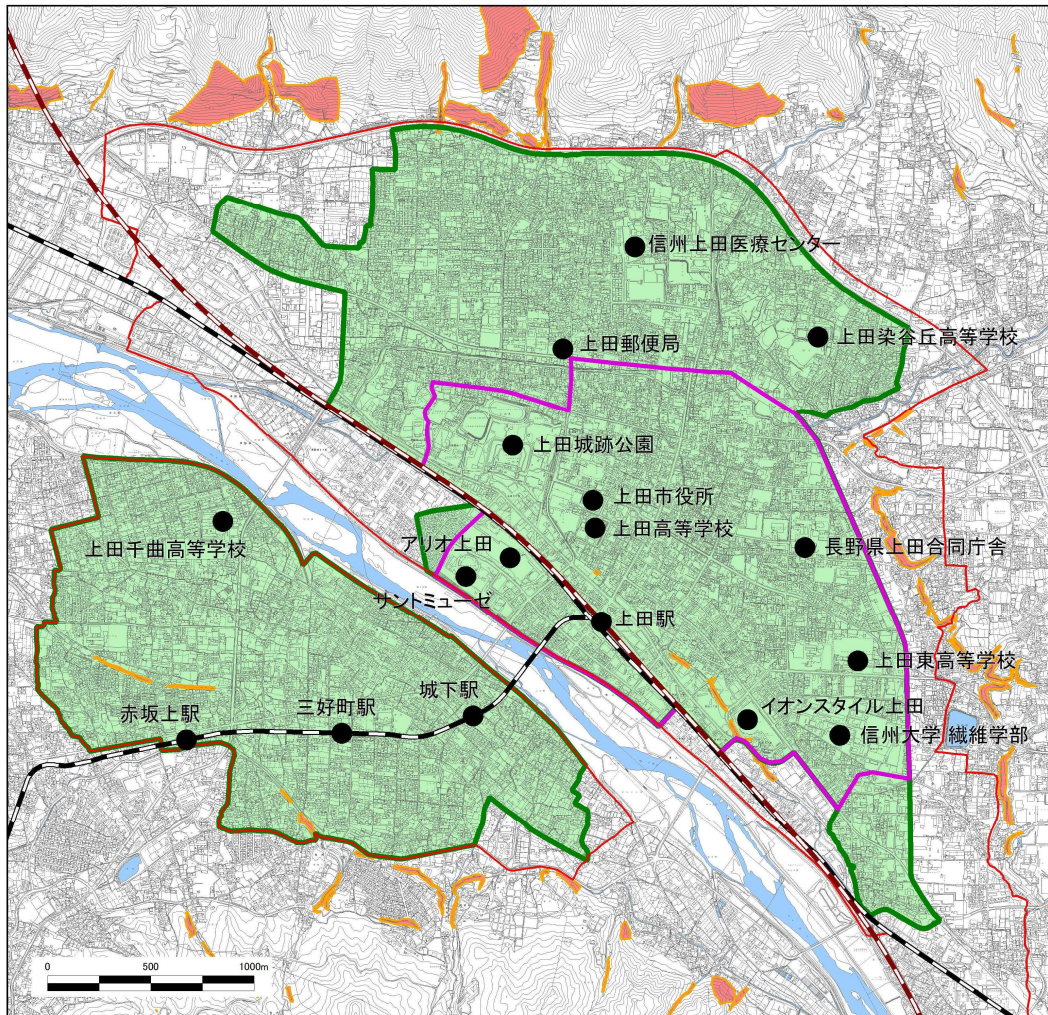 信州上田医療センター
上田染谷丘高等学校
上田郵便局
上田城跡公園
上田市役所
上田高等学校
長野県上田合同庁舎
上田千曲高等学校
アリオ上田
サントミューゼ
上田駅
上田東高等学校
城下駅
三好町駅
赤坂上駅
イオンスタイル上田
信州大学 繊維学部
0 500 1000m